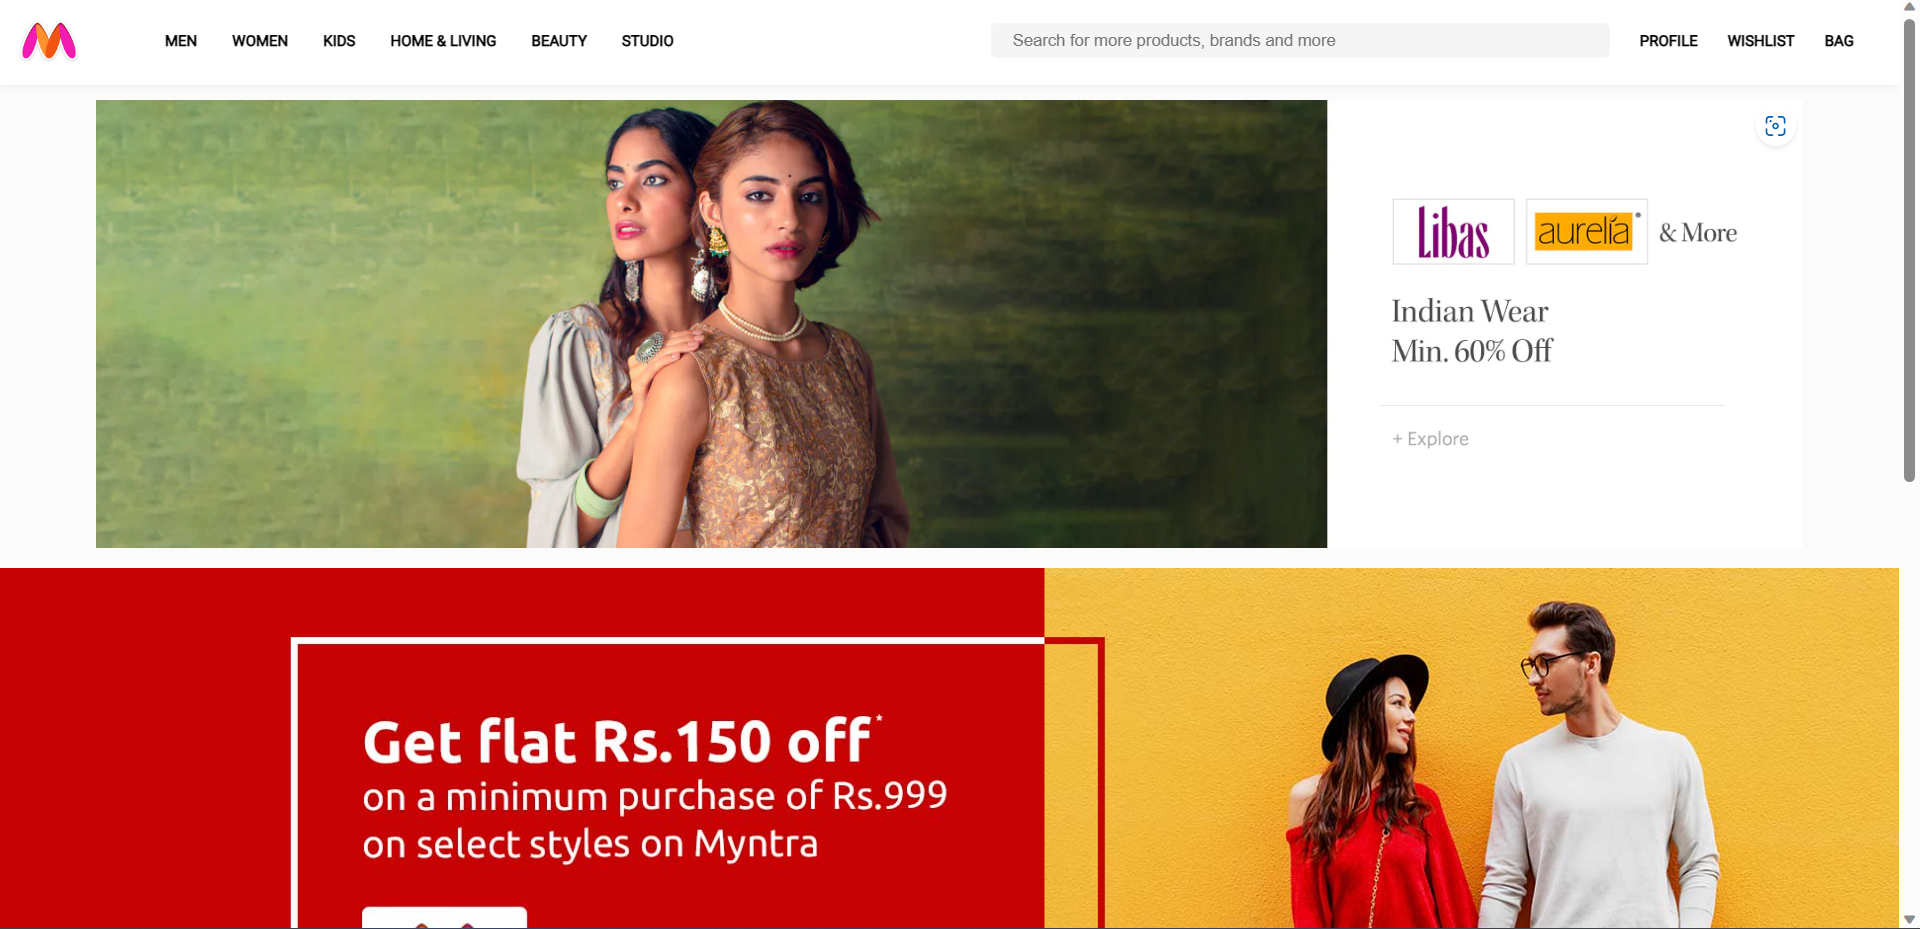 MEN WOMEN KIDS HOME & LIVING BEAUTY STUDIO Search for more products, brands and more PROFILE WISHLIST BAG
Libas aurelia & More
Indian Wear
Min. 60% Off
+ Explore
Get flat Rs.150 off*
on a minimum purchase of Rs.999
on select styles on Myntra